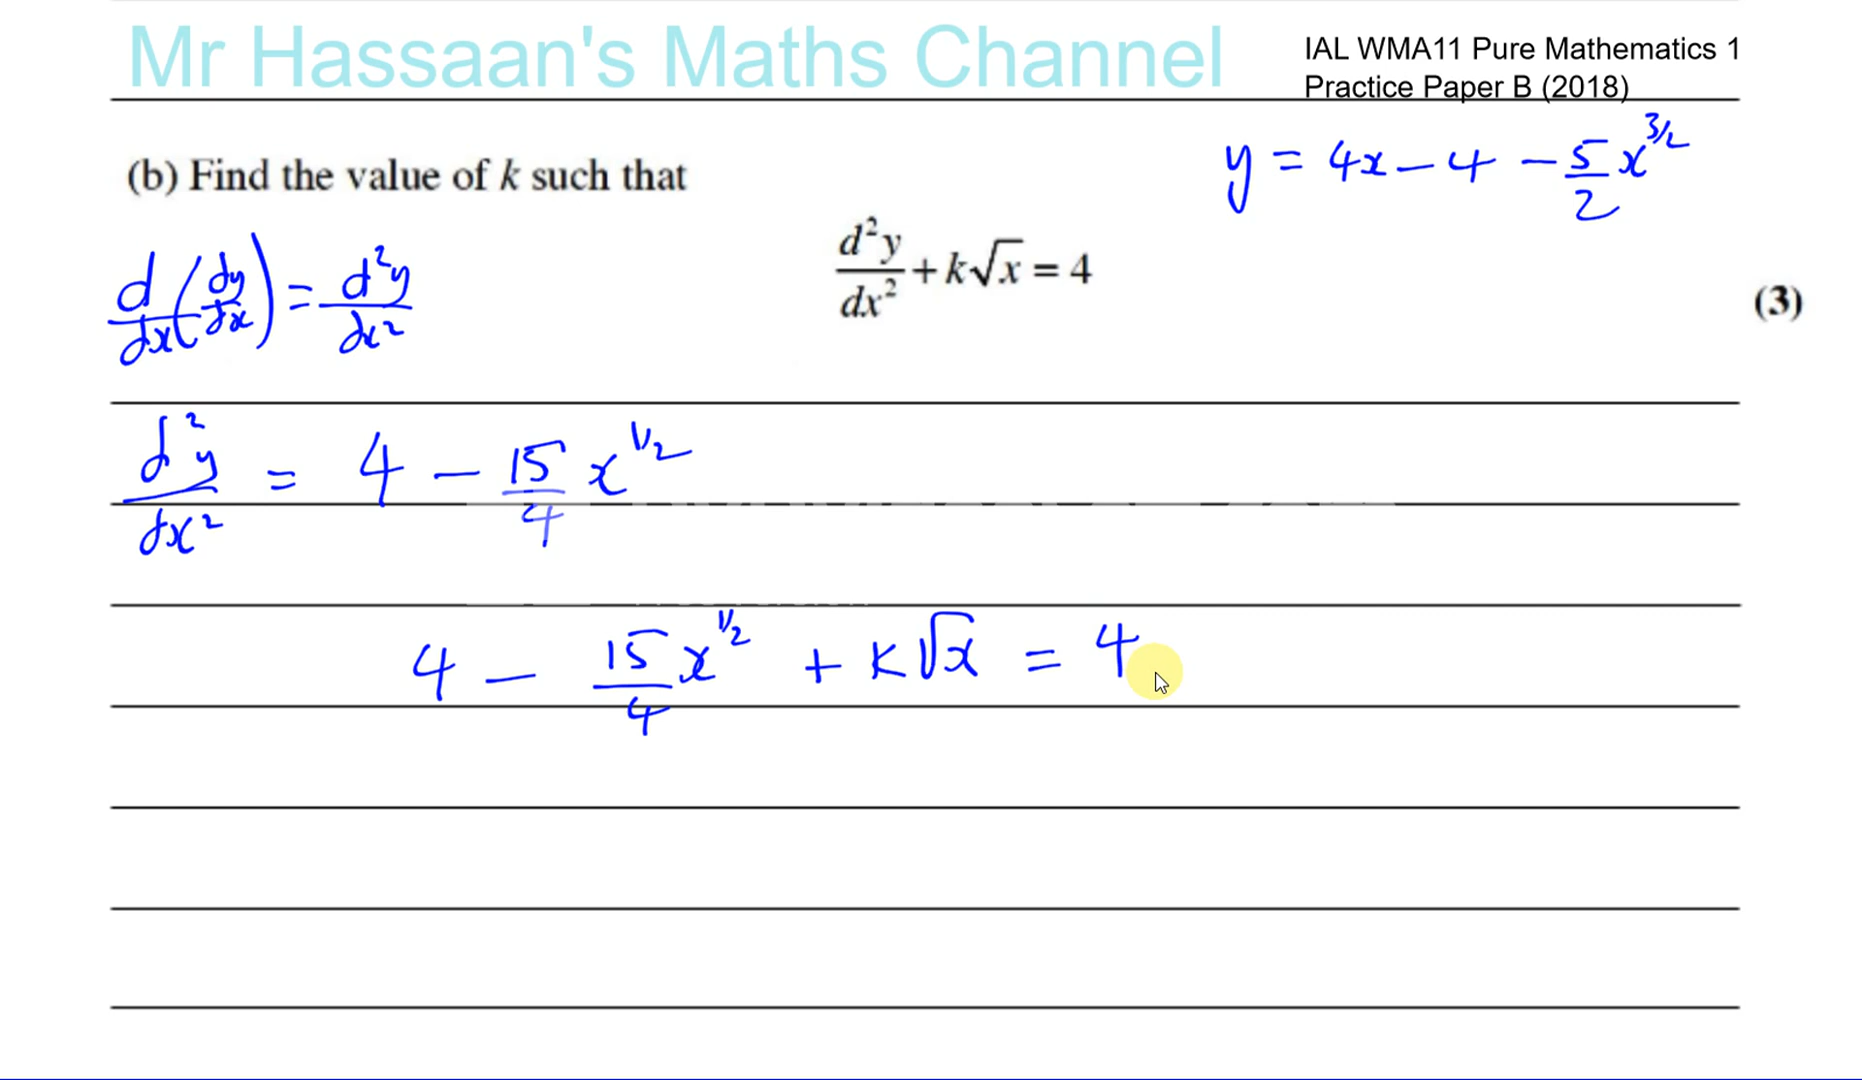 Mr Hassaan's Maths Channel
IAL WMA11 Pure Mathematics 1
Practice Paper B (2018)
y = 4x - 4 - 5/2 x^3/2
(b) Find the value of k such that
d²y/dx² + k√x = 4
(3)
d/dx (dy/dx) = d²y/dx²
d²y/dx² = 4 - 15/4 x^1/2
4 - 15/4 x^1/2 + k√x = 4